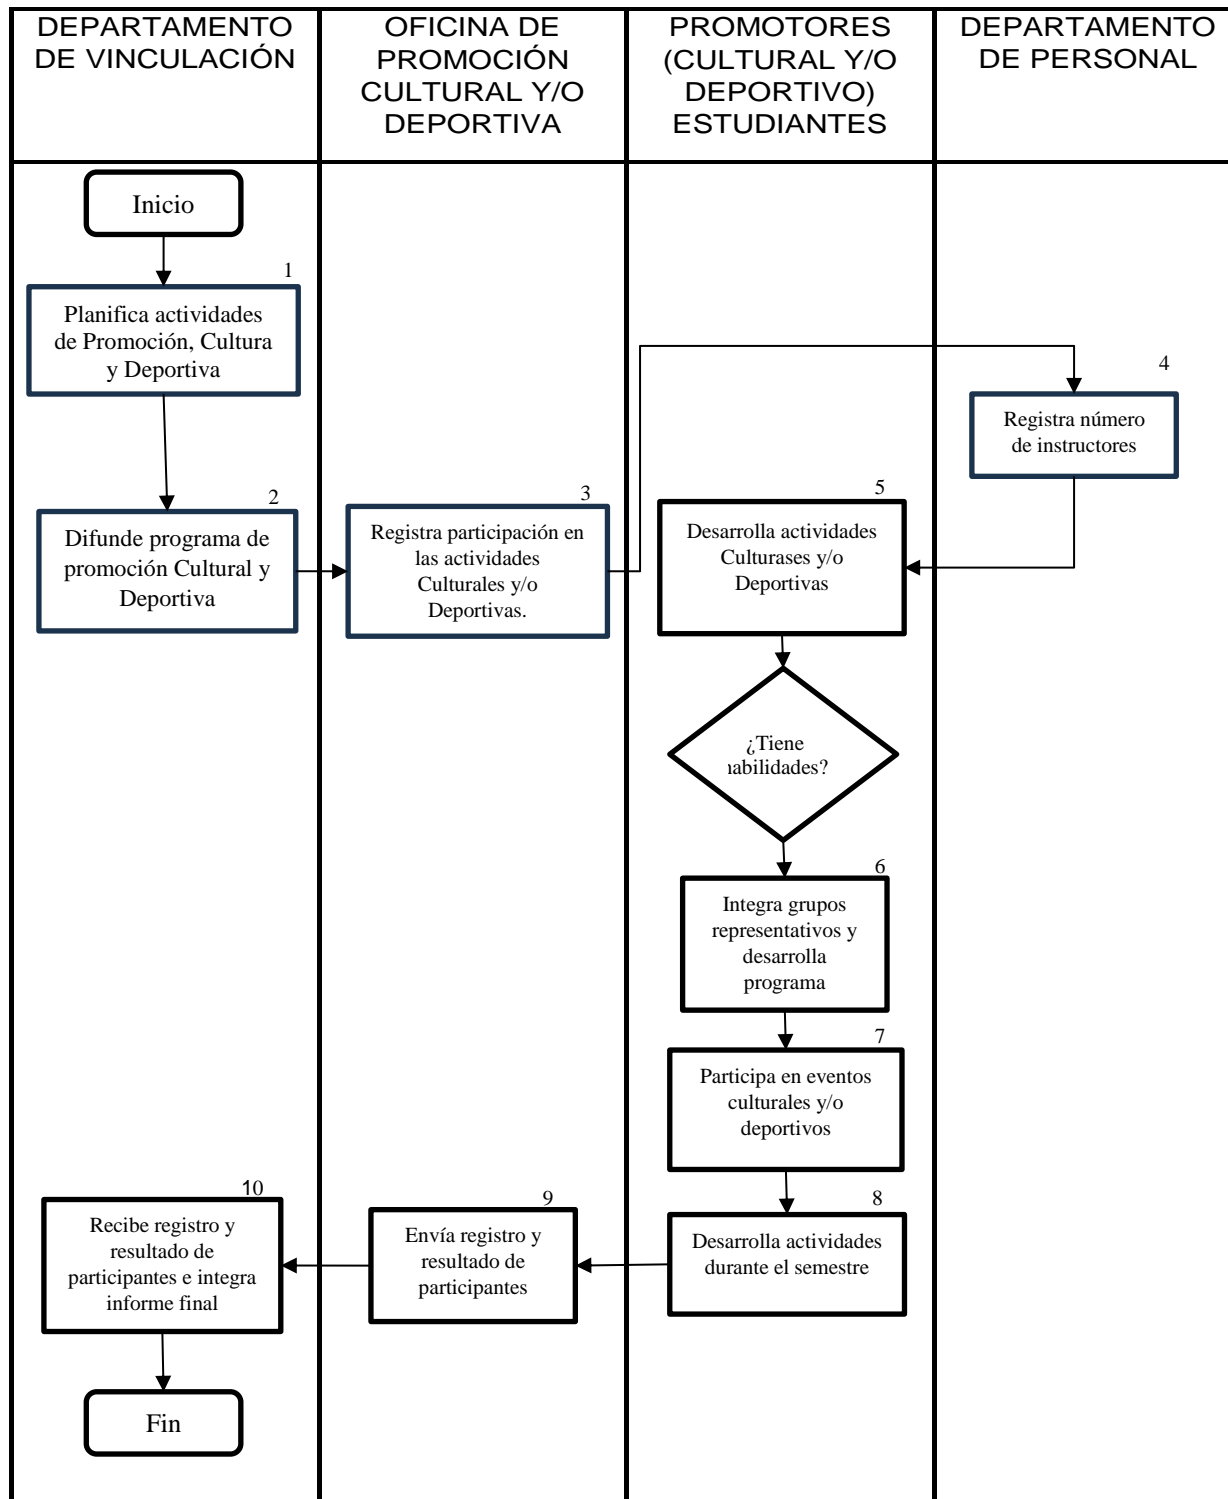 DEPARTAMENTO
DE VINCULACIÓN
OFICINA DE
PROMOCIÓN
CULTURAL Y/O
DEPORTIVA
PROMOTORES
(CULTURAL Y/O
DEPORTIVO)
ESTUDIANTES
DEPARTAMENTO
DE PERSONAL
Inicio
1
Planifica actividades
de Promoción, Cultura
y Deportiva
2
Difunde programa de
promoción Cultural y
Deportiva
3
Registra participación en
las actividades
Culturales y/o
Deportivas.
4
Registra número
de instructores
5
Desarrolla actividades
Culturases y/o
Deportivas
¿Tiene
habilidades?
6
Integra grupos
representativos y
desarrolla
programa
7
Participa en eventos
culturales y/o
deportivos
8
Desarrolla actividades
durante el semestre
9
Envía registro y
resultado de
participantes
10
Recibe registro y
resultado de
participantes e integra
informe final
Fin